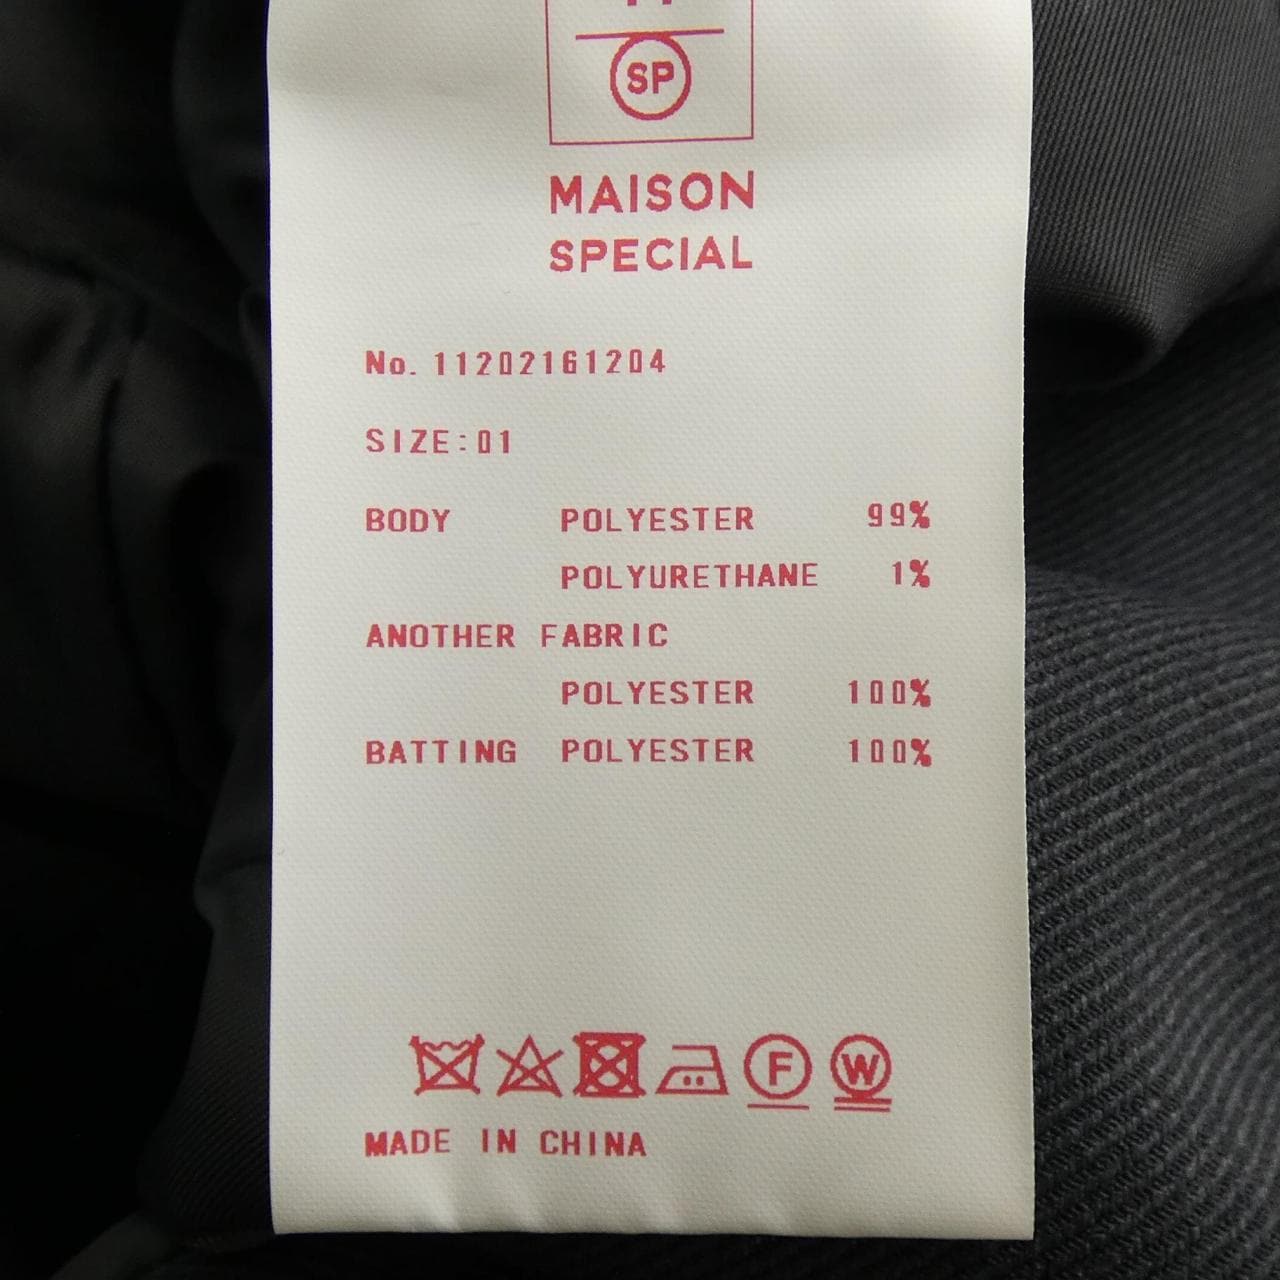 SP
MAISON
SPECIAL
No. 11202161204
SIZE:01
BODY POLYESTER 99%
POLYURETHANE 1%
ANOTHER FABRIC
POLYESTER 100%
BATTING POLYESTER 100%
F W
MADE IN CHINA